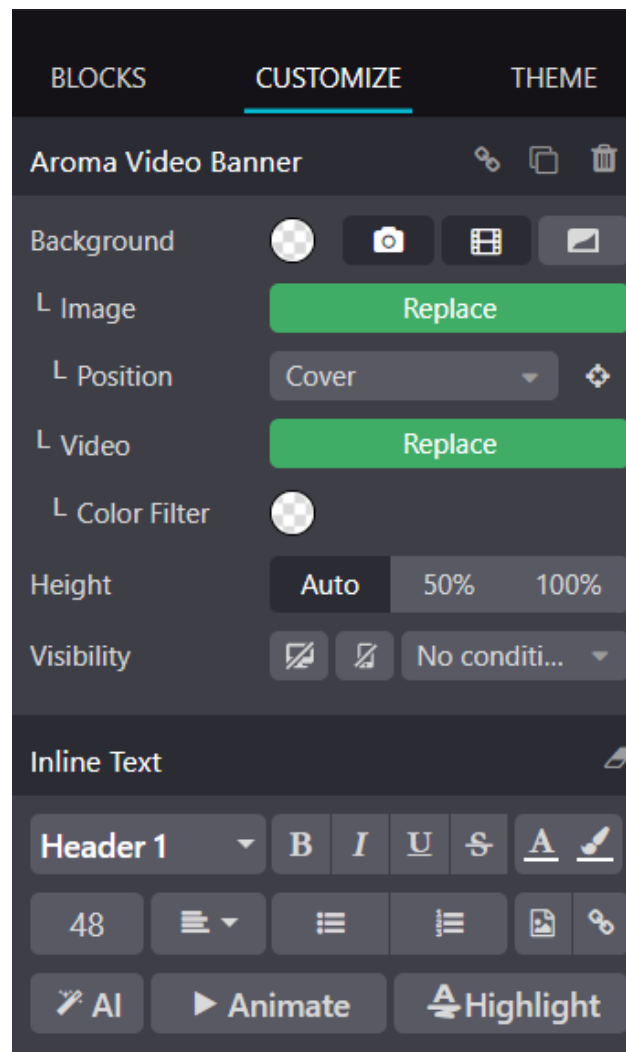 BLOCKS CUSTOMIZE THEME
Aroma Video Banner
Background
Image Replace
Position Cover
Video Replace
Color Filter
Height Auto 50% 100%
Visibility No conditi...
Inline Text
Header 1 B I U S A
48
AI Animate A Highlight